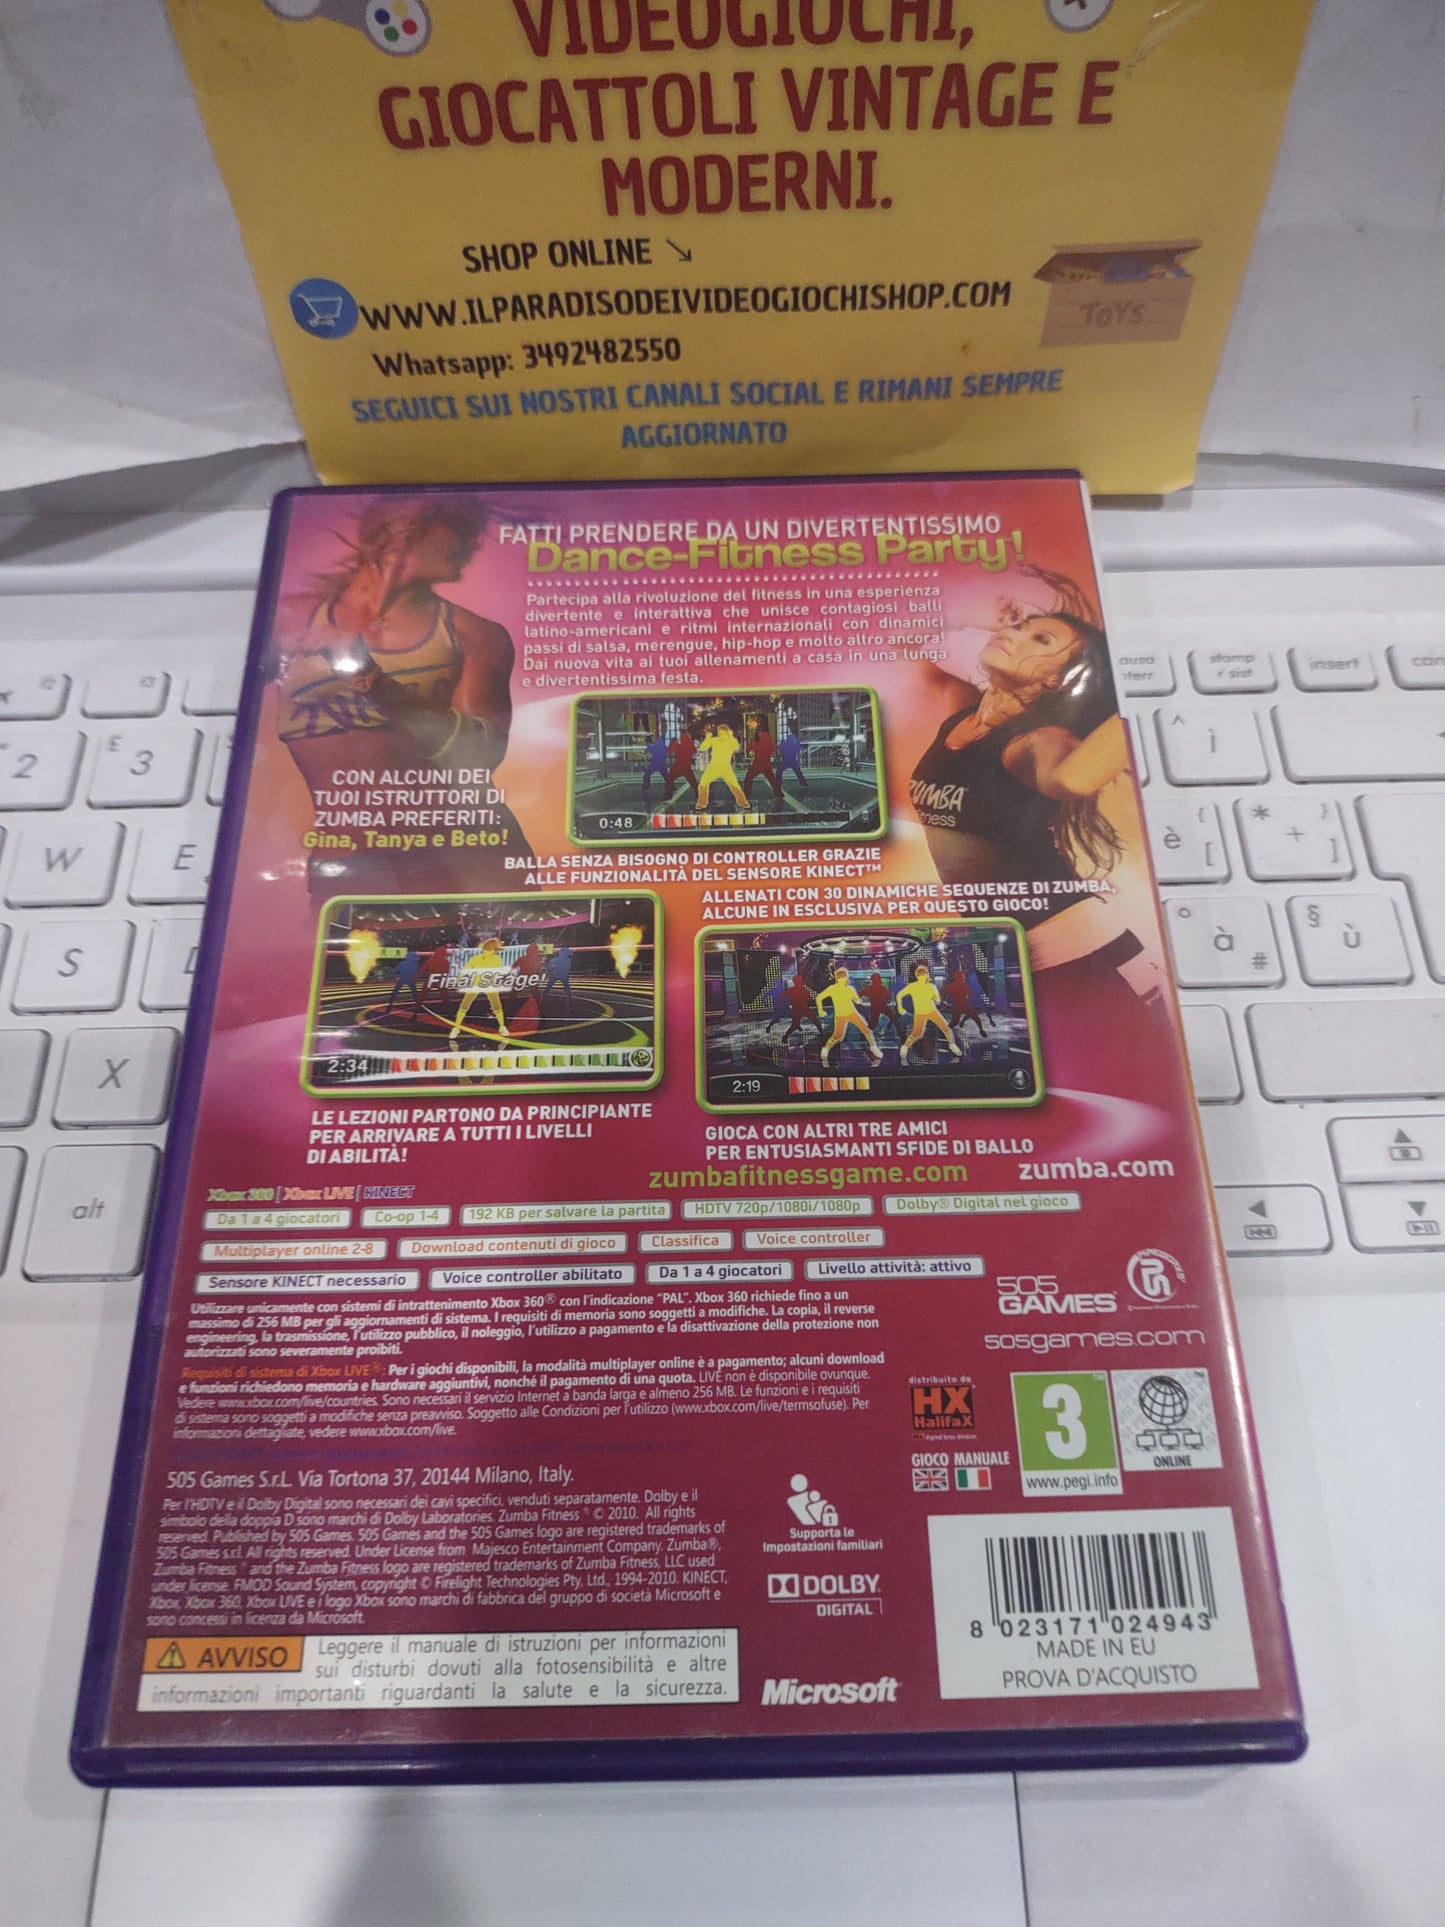 VIDEOGIOCHI,
GIOCATTOLI VINTAGE E
MODERNI.
SHOP ONLINE ↘
WWW.ILPARADISODEIVIDEOGIOCHISHOP.COM
TOYS
Whatsapp: 3492482550
SEGUICI SUI NOSTRI CANALI SOCIAL E RIMANI SEMPRE
AGGIORNATO
FATTI PRENDERE DA UN DIVERTENTISSIMO
Dance-Fitness Party!
Partecipa alla rivoluzione del fitness in una esperienza
divertente e interattiva che unisce contagiosi balli
latino-americani e ritmi internazionali con dinamici
passi di salsa, merengue, hip-hop e molto altro ancora!
Dai nuova vita ai tuoi allenamenti a casa in una lunga
e divertentissima festa.
CON ALCUNI DEI
TUOI ISTRUTTORI DI
ZUMBA PREFERITI:
Gina, Tanya e Beto!
ZUMBA
fitness
0:48
BALLA SENZA BISOGNO DI CONTROLLER GRAZIE
ALLE FUNZIONALITÀ DEL SENSORE KINECT™
ALLENATI CON 30 DINAMICHE SEQUENZE DI ZUMBA,
ALCUNE IN ESCLUSIVA PER QUESTO GIOCO!
Final Stage!
2:34
2:19
LE LEZIONI PARTONO DA PRINCIPIANTE
PER ARRIVARE A TUTTI I LIVELLI
DI ABILITÀ!
GIOCA CON ALTRI TRE AMICI
PER ENTUSIASMANTI SFIDE DI BALLO
zumbafitnessgame.com zumba.com
Xbox 360 | Xbox LIVE | KINECT
Da 1 a 4 giocatori Co-op 1-4 192 KB per salvare la partita HDTV 720p/1080i/1080p Dolby® Digital nel gioco
Multiplayer online 2-8 Download contenuti di gioco Classifica Voice controller
Sensore KINECT necessario Voice controller abilitato Da 1 a 4 giocatori Livello attività: attivo
Utilizzare unicamente con sistemi di intrattenimento Xbox 360® con l'indicazione "PAL". Xbox 360 richiede fino a un
massimo di 256 MB per gli aggiornamenti di sistema. I requisiti di memoria sono soggetti a modifiche. La copia, il reverse
engineering, la trasmissione, l'utilizzo pubblico, il noleggio, l'utilizzo a pagamento e la disattivazione della protezione non
autorizzati sono severamente proibiti.
Requisiti di sistema di Xbox LIVE®: Per i giochi disponibili, la modalità multiplayer online è a pagamento; alcuni download
e funzioni richiedono memoria e hardware aggiuntivi, nonché il pagamento di una quota. LIVE non è disponibile ovunque.
Vedere www.xbox.com/live/countries. Sono necessari il servizio Internet a banda larga e almeno 256 MB. Le funzioni e i requisiti
di sistema sono soggetti a modifiche senza preavviso. Soggetto alle Condizioni per l'utilizzo (www.xbox.com/live/termsofuse). Per
informazioni dettagliate, vedere www.xbox.com/live.
505
GAMES
505games.com
distribuito da
HX
Halifax
GIOCO MANUALE
3
www.pegi.info
ONLINE
505 Games S.r.L. Via Tortona 37, 20144 Milano, Italy.
Per l'HDTV e il Dolby Digital sono necessari dei cavi specifici, venduti separatamente. Dolby e il
simbolo della doppia D sono marchi di Dolby Laboratories. Zumba Fitness ® © 2010. All rights
reserved. Published by 505 Games. 505 Games and the 505 Games logo are registered trademarks of
505 Games s.r.l. All rights reserved. Under License from Majesco Entertainment Company. Zumba®,
Zumba Fitness ® and the Zumba Fitness logo are registered trademarks of Zumba Fitness, LLC used
under license. FMOD Sound System, copyright © Firelight Technologies Pty, Ltd., 1994-2010. KINECT,
Xbox, Xbox 360, Xbox LIVE e i logo Xbox sono marchi di fabbrica del gruppo di società Microsoft e
sono concessi in licenza da Microsoft.
Supporta le
Impostazioni familiari
DOLBY
DIGITAL
AVVISO Leggere il manuale di istruzioni per informazioni
sui disturbi dovuti alla fotosensibilità e altre
informazioni importanti riguardanti la salute e la sicurezza.
Microsoft
8 023171 024943
MADE IN EU
PROVA D'ACQUISTO
F2
F3
2
E
3
W
E
S
X
alt
stamp
r sist
insert
ì
^
è
{
[
*
+
}
]
°
à
#
§
ù